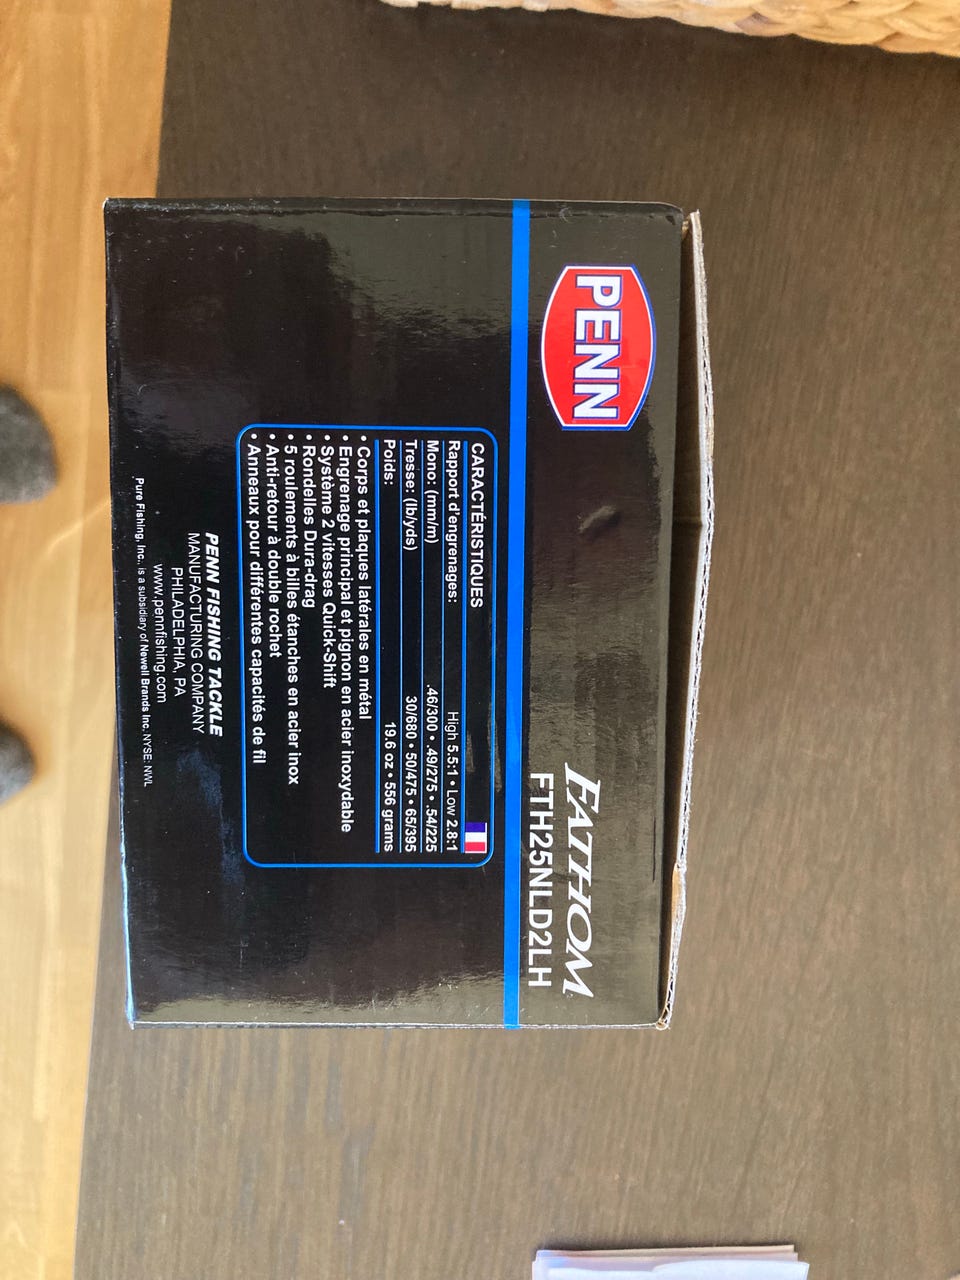 PENN
FATHOM
FTH25NLD2LH
CARACTÉRISTIQUES
Rapport d'engrenages: High 5.5:1 • Low 2.8:1
Mono: (mm/m) .46/300 • .49/275 • .54/225
Tresse: (lb/yds) 30/680 • 50/475 • 65/395
Poids: 19.6 oz • 556 grams
• Corps et plaques latérales en métal
• Engrenage principal et pignon en acier inoxydable
• Système 2 vitesses Quick-Shift
• Rondelles Dura-drag
• 5 roulements à billes étanches en acier inox
• Anti-retour à double rochet
• Anneaux pour différentes capacités de fil
PENN FISHING TACKLE
MANUFACTURING COMPANY
PHILADELPHIA, PA
www.pennfishing.com
Pure Fishing, Inc., is a subsidiary of Newell Brands Inc. NYSE: NWL